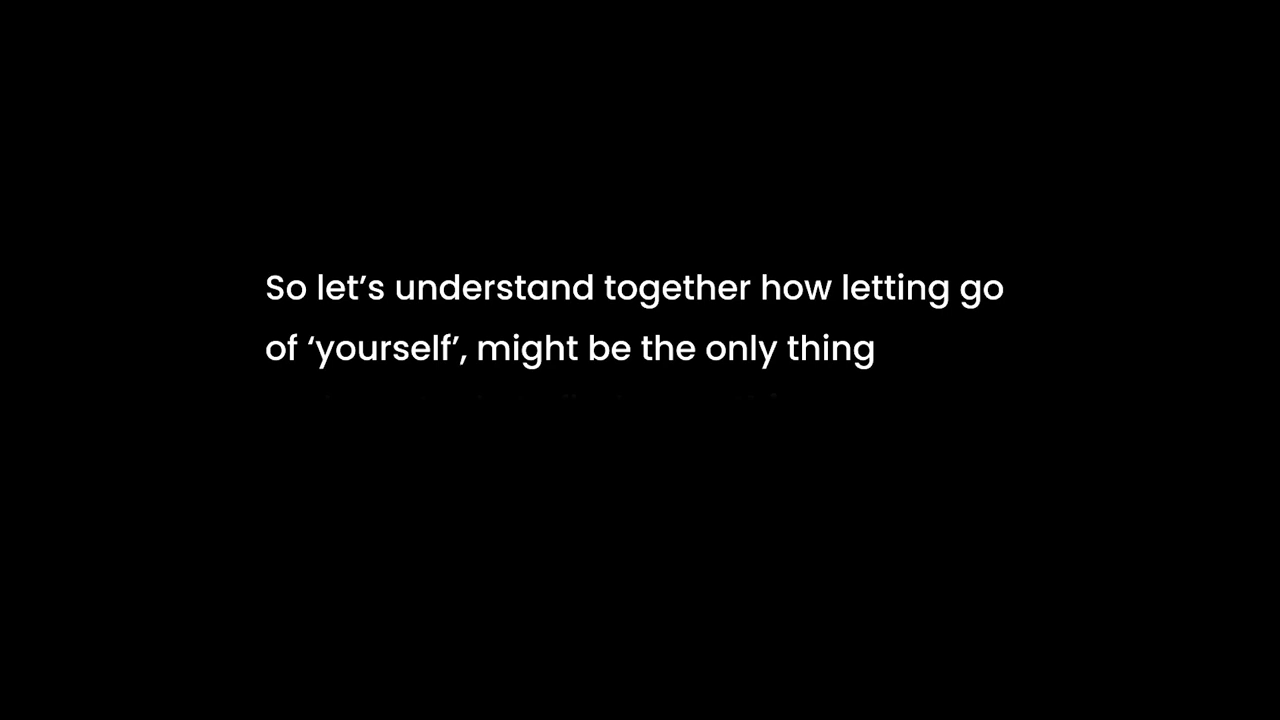 So let’s understand together how letting go
of ‘yourself’, might be the only thing